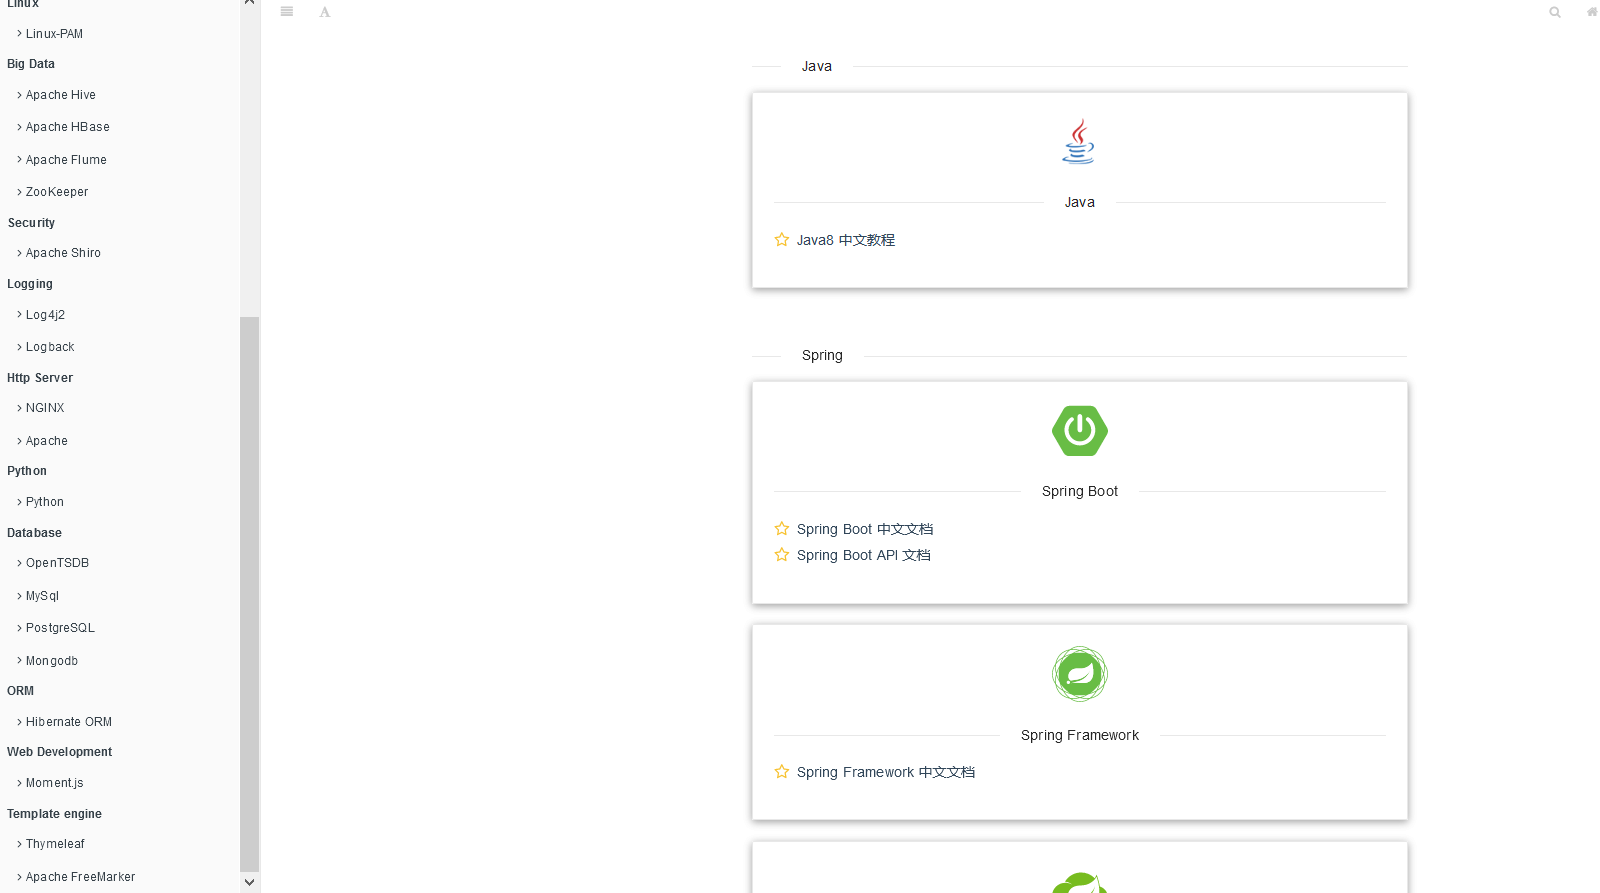 Linux
Linux-PAM
Big Data
Apache Hive
Apache HBase
Apache Flume
ZooKeeper
Security
Apache Shiro
Logging
Log4j2
Logback
Http Server
NGINX
Apache
Python
Python
Database
OpenTSDB
MySql
PostgreSQL
Mongodb
ORM
Hibernate ORM
Web Development
Moment.js
Template engine
Thymeleaf
Apache FreeMarker
A
Java
Java
Java8 中文教程
Spring
Spring Boot
Spring Boot 中文文档
Spring Boot API 文档
Spring Framework
Spring Framework 中文文档